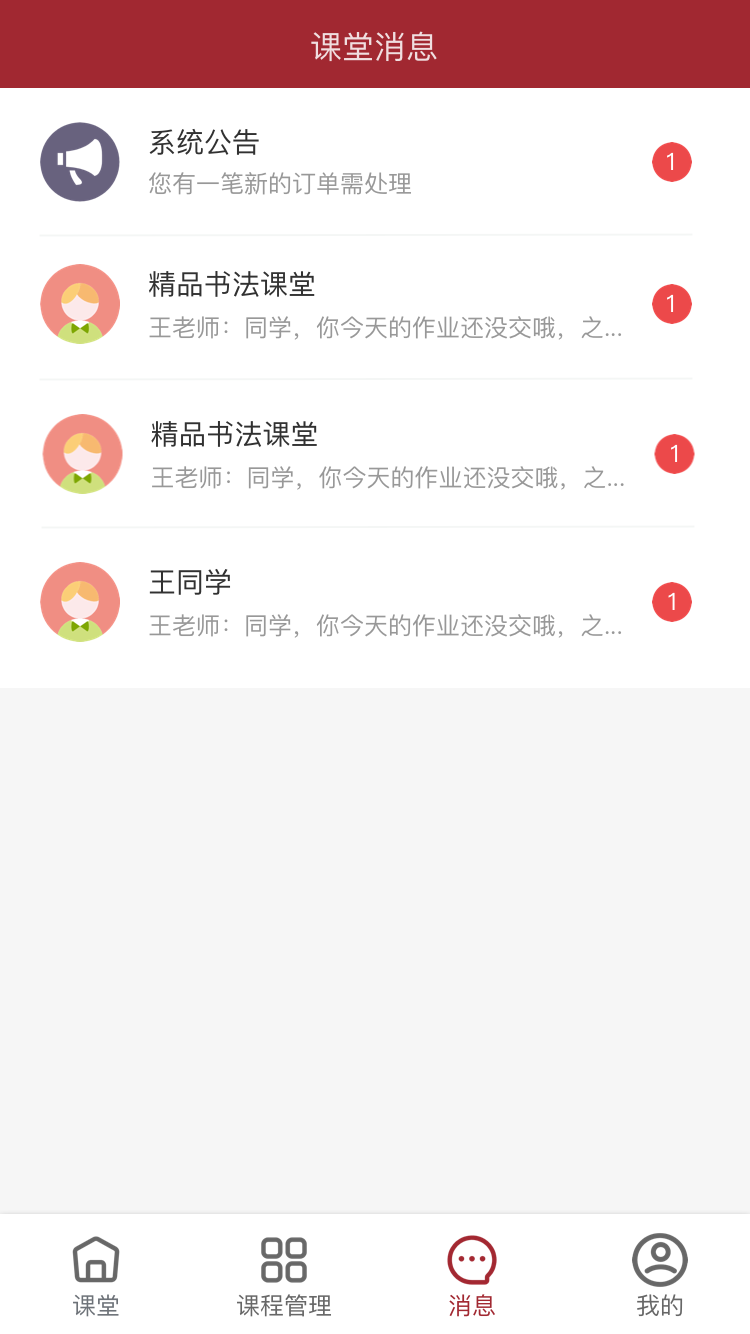 课堂消息
系统公告
您有一笔新的订单需处理
1
精品书法课堂
王老师：同学，你今天的作业还没交哦，之...
1
精品书法课堂
王老师：同学，你今天的作业还没交哦，之...
1
王同学
王老师：同学，你今天的作业还没交哦，之...
1
课堂
课程管理
消息
我的